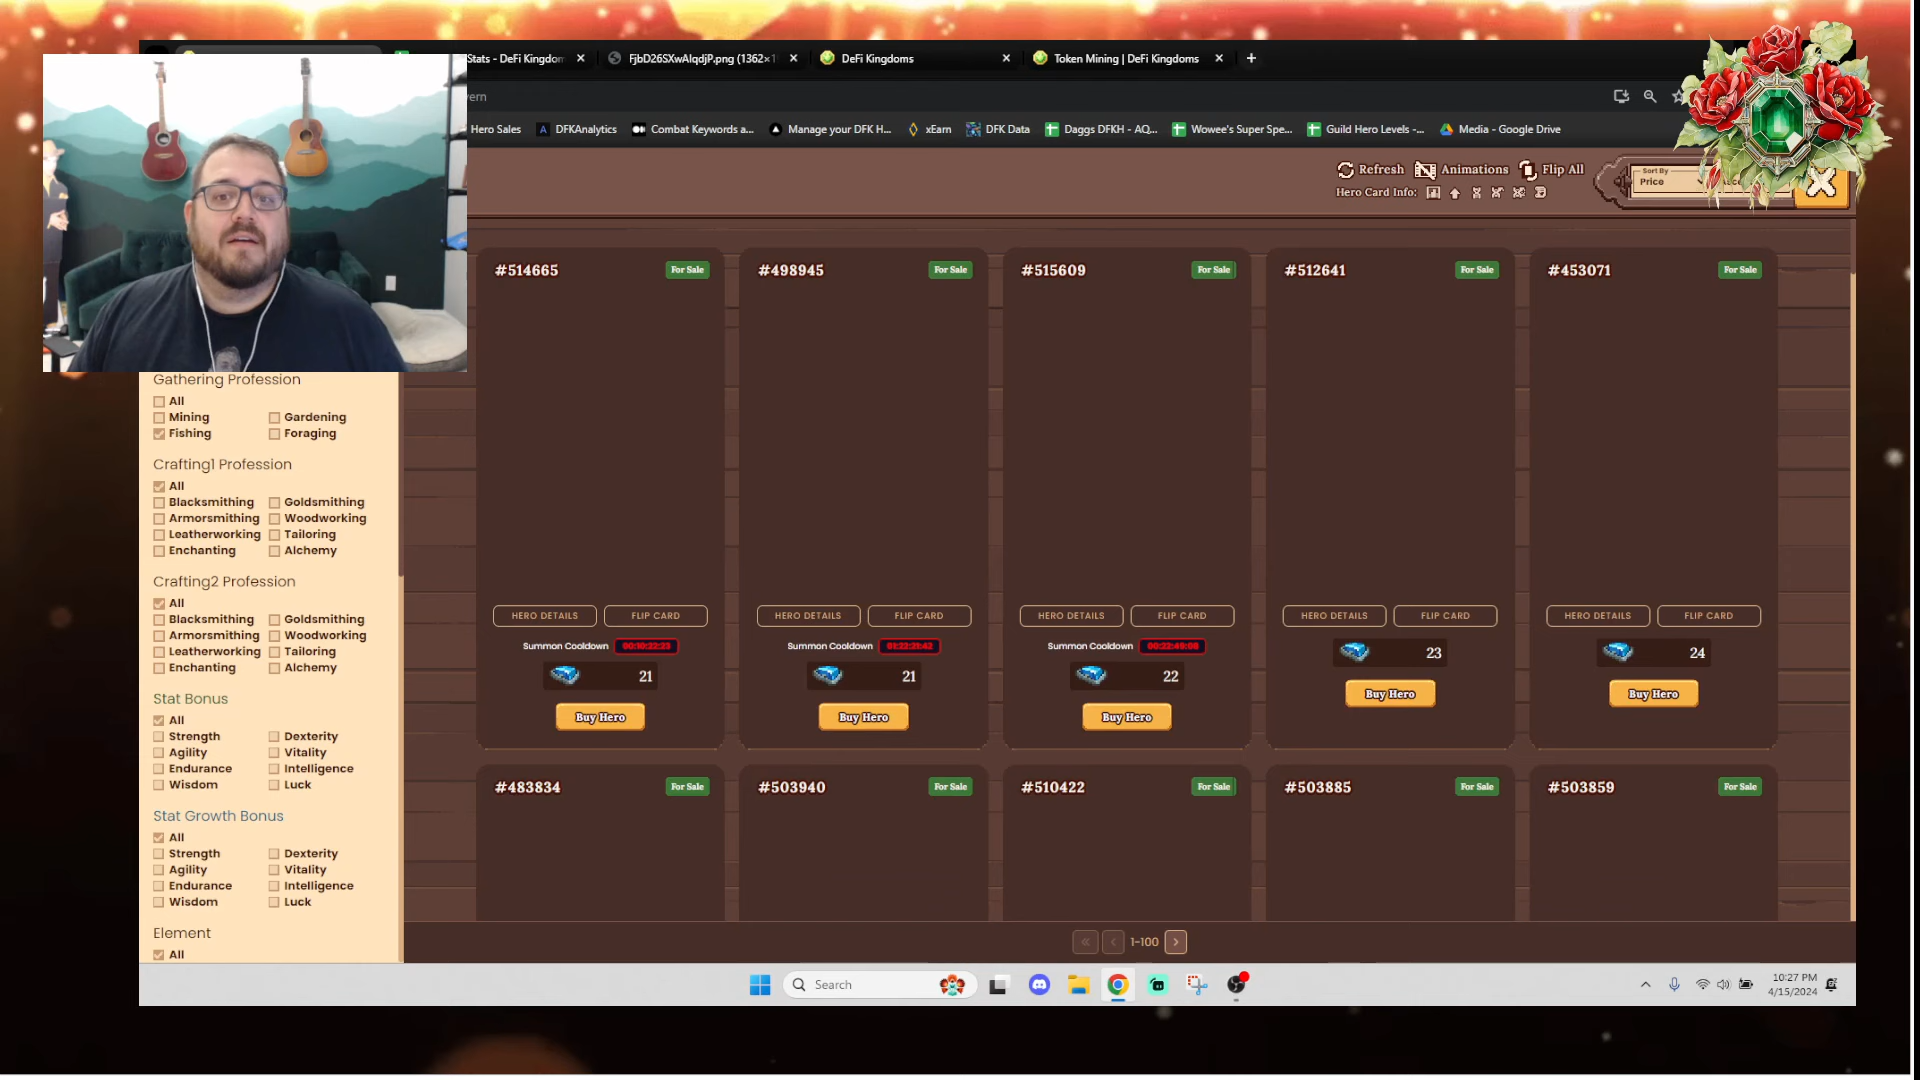 Stats - DeFi Kingdom
FjbD26SXwAIqdjP.png (1362×1
DeFi Kingdoms
Token Mining | DeFi Kingdoms
vern
Hero Sales
DFKAnalytics
Combat Keywords a...
Manage your DFK H...
xEarn
DFK Data
Daggs DFKH - AQ...
Wowee's Super Spe...
Guild Hero Levels -...
Media - Google Drive
Refresh
Animations
Flip All
Hero Card Info:
Sort By
Price
Gathering Profession
All
Mining
Gardening
Fishing
Foraging
Crafting1 Profession
All
Blacksmithing
Goldsmithing
Armorsmithing
Woodworking
Leatherworking
Tailoring
Enchanting
Alchemy
Crafting2 Profession
All
Blacksmithing
Goldsmithing
Armorsmithing
Woodworking
Leatherworking
Tailoring
Enchanting
Alchemy
Stat Bonus
All
Strength
Dexterity
Agility
Vitality
Endurance
Intelligence
Wisdom
Luck
Stat Growth Bonus
All
Strength
Dexterity
Agility
Vitality
Endurance
Intelligence
Wisdom
Luck
Element
All
#514665
For Sale
HERO DETAILS
FLIP CARD
Summon Cooldown
21
Buy Hero
#498945
For Sale
HERO DETAILS
FLIP CARD
Summon Cooldown
21
Buy Hero
#515609
For Sale
HERO DETAILS
FLIP CARD
Summon Cooldown
22
Buy Hero
#512641
For Sale
HERO DETAILS
FLIP CARD
23
Buy Hero
#453071
For Sale
HERO DETAILS
FLIP CARD
24
Buy Hero
#483834
For Sale
#503940
For Sale
#510422
For Sale
#503885
For Sale
#503859
For Sale
1-100
Search
10:27 PM
4/15/2024